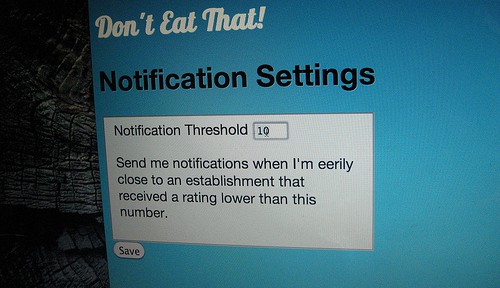 Don't Eat That!
Notification Settings
Notification Threshold 10
Send me notifications when I'm eerily
close to an establishment that
received a rating lower than this
number.
Save